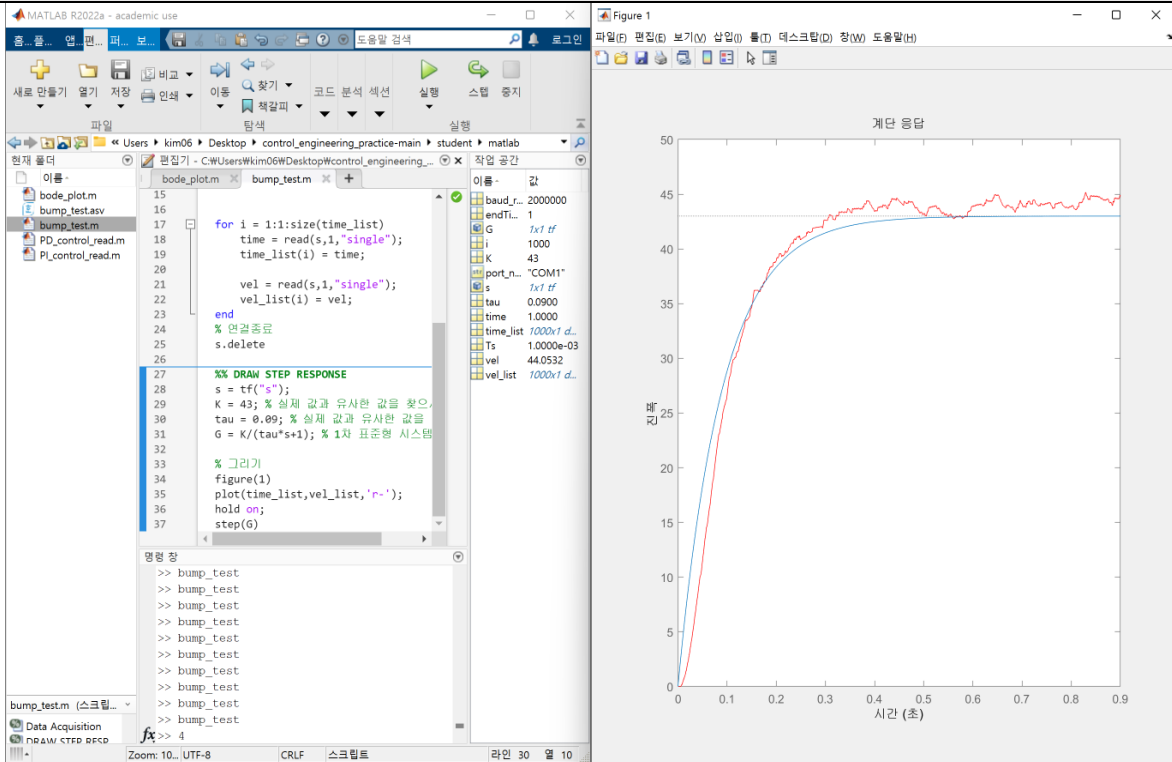 MATLAB R2022a - academic use
홈... 플... 앱... 편... 퍼... 보... 도움말 검색 로그인
새로 만들기 열기 저장 비교 인쇄 이동 찾기 책갈피 코드 분석 섹션 실행 스텝 중지
파일 탐색 실행
« Users Desktop control_engineering_practice-main student matlab
kim06
현재 폴더
이름
bode_plot.m
bump_test.asv
bump_test.m
PD_control_read.m
PI_control_read.m
bump_test.m (스크립...
Data Acquisition
DRAW STEP RESP
편집기 - C:₩Users₩kim06₩Desktop₩control_engineering_...
bode_plot.m bump_test.m +
15
16
17 for i = 1:1:size(time_list)
18 time = read(s,1,"single");
19 time_list(i) = time;
20
21 vel = read(s,1,"single");
22 vel_list(i) = vel;
23 end
24 % 연결종료
25 s.delete
26
27 %% DRAW STEP RESPONSE
28 s = tf("s");
29 K = 43; % 실제 값과 유사한 값을 찾으
30 tau = 0.09; % 실제 값과 유사한 값을
31 G = K/(tau*s+1); % 1차 표준형 시스템
32
33 % 그리기
34 figure(1)
35 plot(time_list,vel_list,'r-');
36 hold on;
37 step(G)
명령 창
>> bump_test
>> bump_test
>> bump_test
>> bump_test
>> bump_test
>> bump_test
>> bump_test
>> bump_test
>> bump_test
>> bump_test
fx >> 4
작업 공간
이름 값
baud_r... 2000000
endTi... 1
G 1x1 tf
i 1000
K 43
port_n... "COM1"
s 1x1 tf
tau 0.0900
time 1.0000
time_list 1000x1 d...
Ts 1.0000e-03
vel 44.0532
vel_list 1000x1 d...
Zoom: 10... UTF-8 CRLF 스크립트 라인 30 열 10
Figure 1
파일(F) 편집(E) 보기(V) 삽입(I) 툴(T) 데스크탑(D) 창(W) 도움말(H)
계단 응답
50
45
40
35
30
25
20
15
10
5
0
진폭
0 0.1 0.2 0.3 0.4 0.5 0.6 0.7 0.8 0.9
시간 (초)